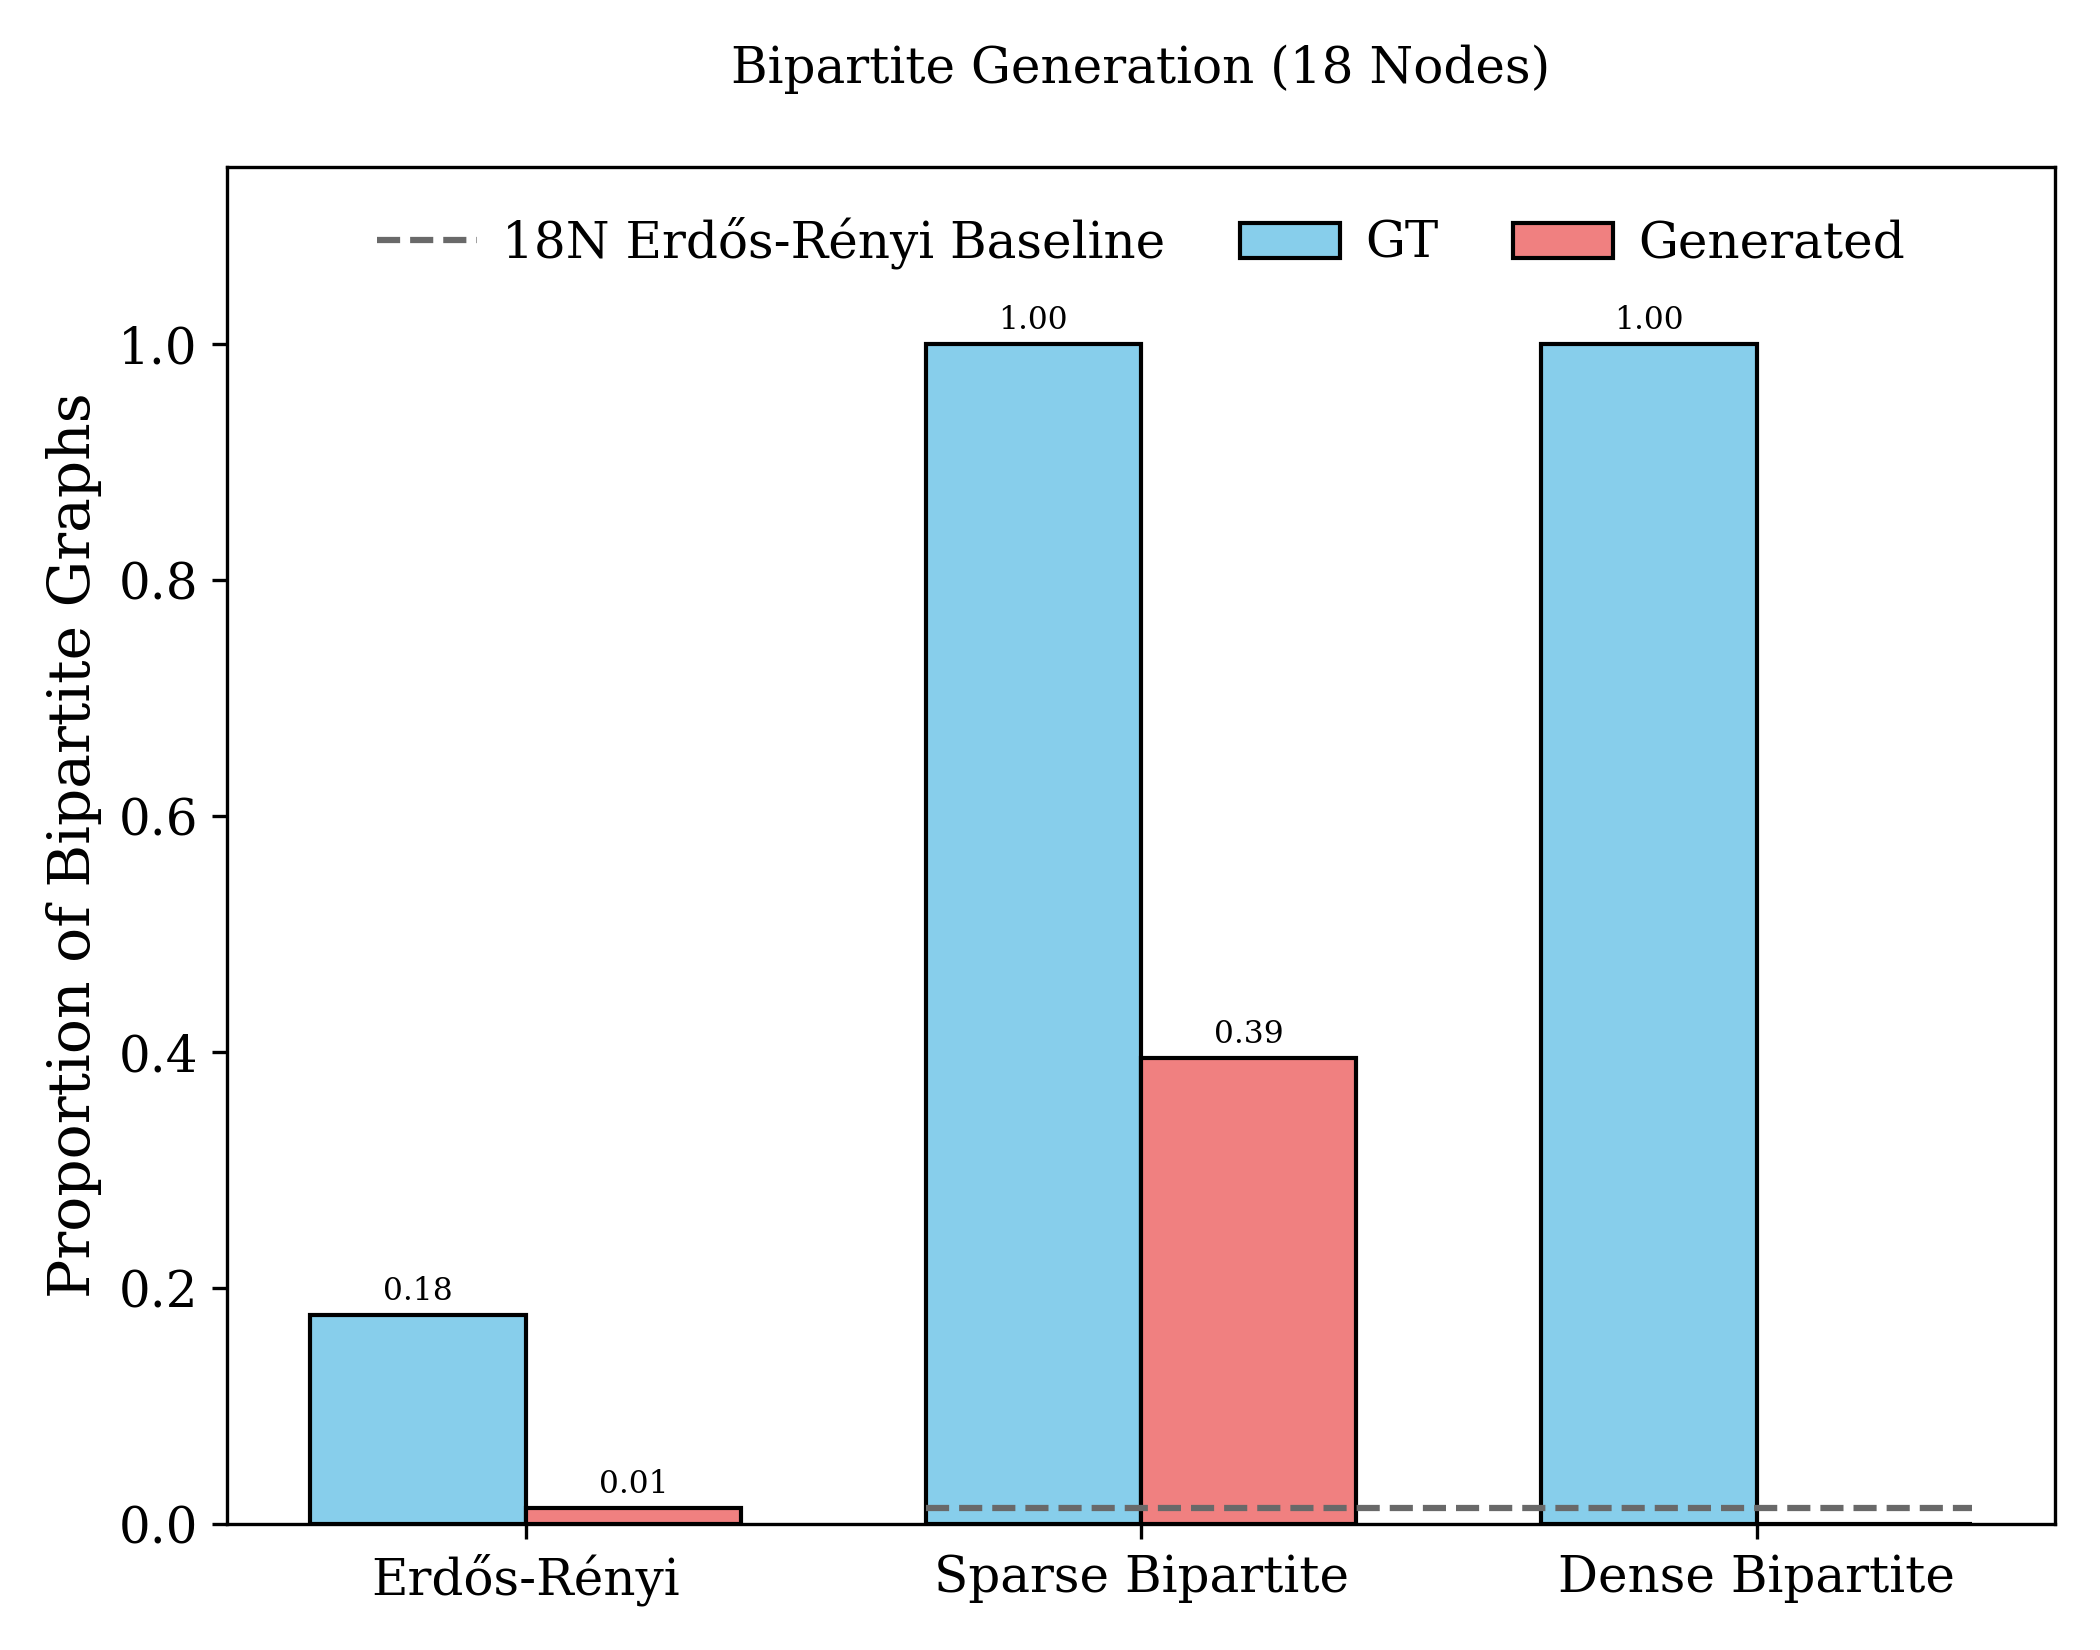 Bipartite Generation (18 Nodes)
18N Erdős-Rényi Baseline
GT
Generated
Proportion of Bipartite Graphs
1.0
0.8
0.6
0.4
0.2
0.0
0.18
0.01
1.00
0.39
1.00
Erdős-Rényi
Sparse Bipartite
Dense Bipartite